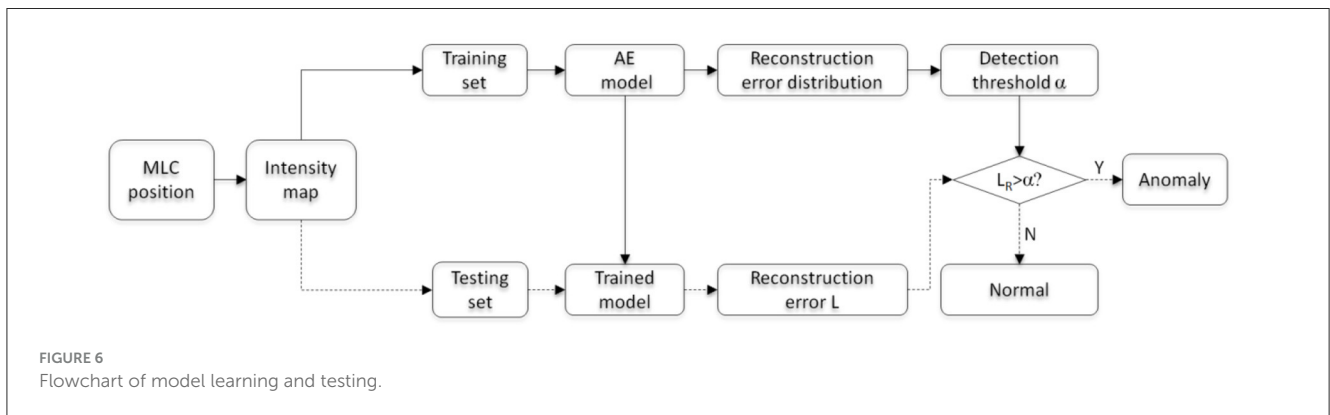 Training
set
AE
model
Reconstruction
error distribution
Detection
threshold α
MLC
position
Intensity
map
L_R>α?
Y
Anomaly
N
Testing
set
Trained
model
Reconstruction
error L
Normal
FIGURE 6
Flowchart of model learning and testing.